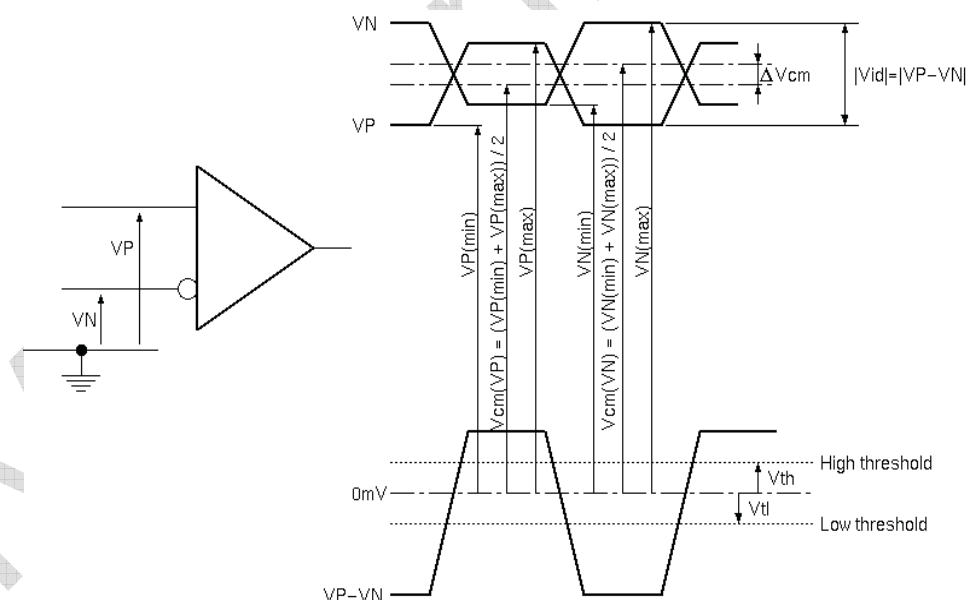 VN
ΔVcm
|Vid|=|VP-VN|
VP
VP
VN
VP(min)
Vcm(VP) = (VP(min) + VP(max)) / 2
VP(max)
VN(min)
Vcm(VN) = (VN(min) + VN(max)) / 2
VN(max)
High threshold
Vth
0mV
Vtl
Low threshold
VP-VN